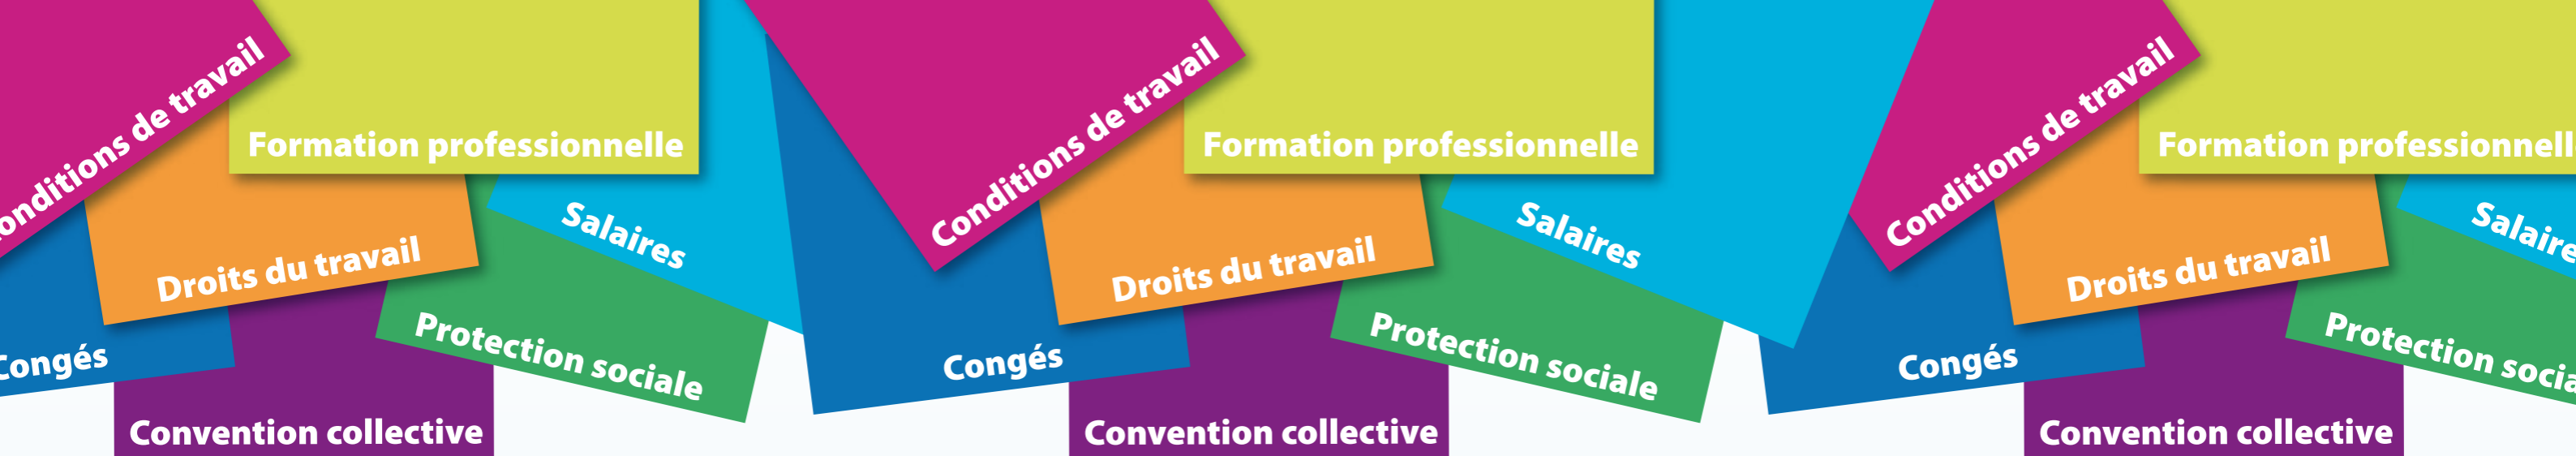 onditions de travail
Formation professionnelle
Droits du travail
Salaires
Congés
Protection sociale
Convention collective
Conditions de travail
Formation professionnelle
Droits du travail
Salaires
Congés
Protection sociale
Convention collective
Conditions de travail
Formation professionnell
Droits du travail
Salaire
Congés
Protection socia
Convention collective